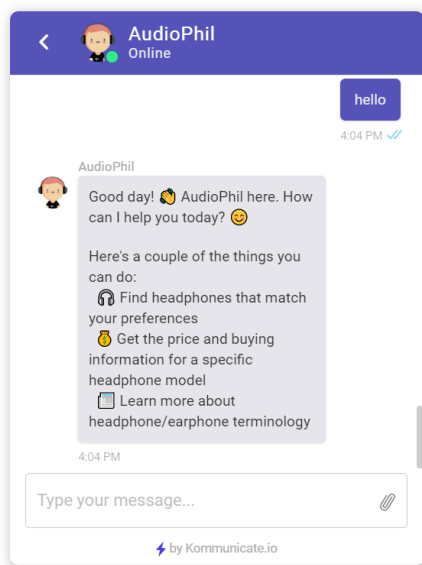 AudioPhil
Online
hello
4:04 PM
AudioPhil
Good day! 👏 AudioPhil here. How
can I help you today? 😊
Here's a couple of the things you
can do:
🎧 Find headphones that match
your preferences
💰 Get the price and buying
information for a specific
headphone model
📰 Learn more about
headphone/earphone terminology
4:04 PM
Type your message...
by Kommunicate.io